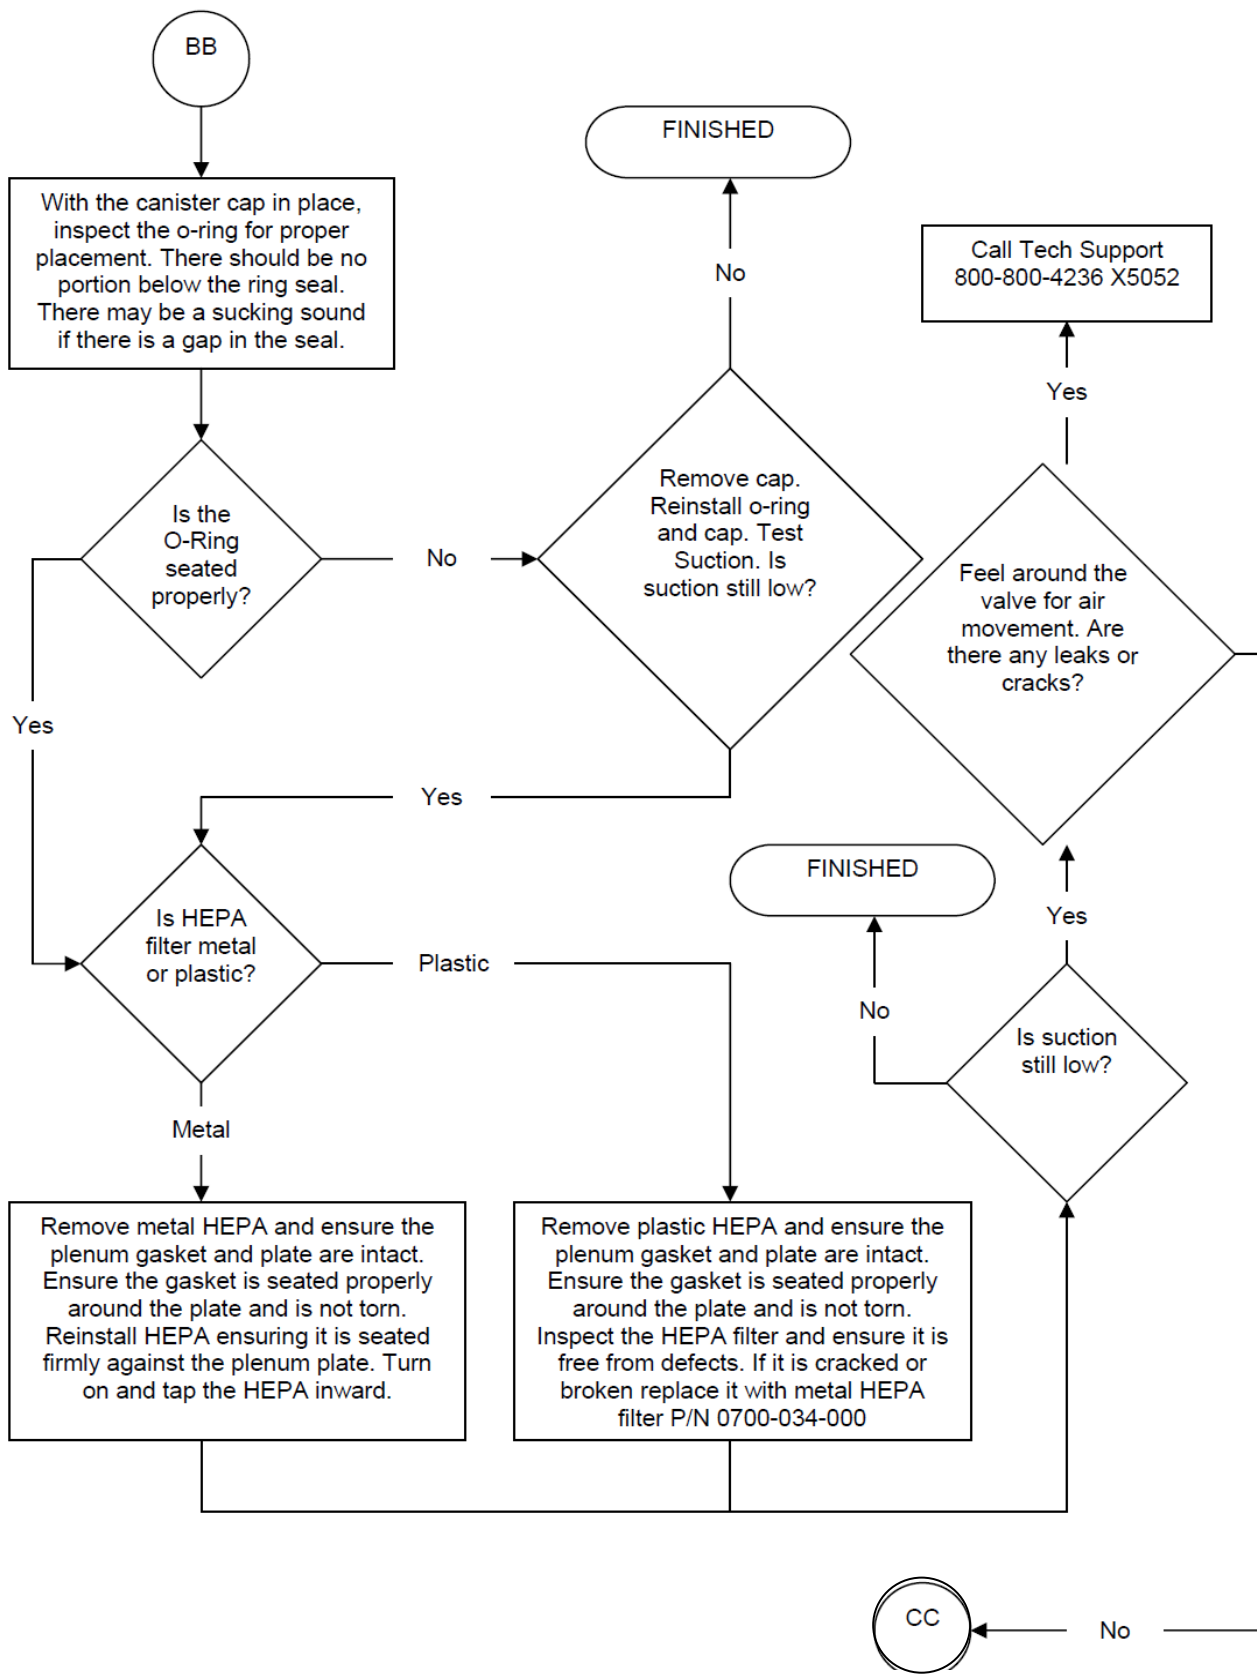 BB
With the canister cap in place,
inspect the o-ring for proper
placement. There should be no
portion below the ring seal.
There may be a sucking sound
if there is a gap in the seal.
Is the
O-Ring
seated
properly?
No
Yes
Remove cap.
Reinstall o-ring
and cap. Test
Suction. Is
suction still low?
No
FINISHED
Yes
Is HEPA
filter metal
or plastic?
Plastic
Metal
Remove metal HEPA and ensure the
plenum gasket and plate are intact.
Ensure the gasket is seated properly
around the plate and is not torn.
Reinstall HEPA ensuring it is seated
firmly against the plenum plate. Turn
on and tap the HEPA inward.
Remove plastic HEPA and ensure the
plenum gasket and plate are intact.
Ensure the gasket is seated properly
around the plate and is not torn.
Inspect the HEPA filter and ensure it is
free from defects. If it is cracked or
broken replace it with metal HEPA
filter P/N 0700-034-000
Is suction
still low?
No
FINISHED
Yes
Feel around the
valve for air
movement. Are
there any leaks or
cracks?
Yes
Call Tech Support
800-800-4236 X5052
No
CC